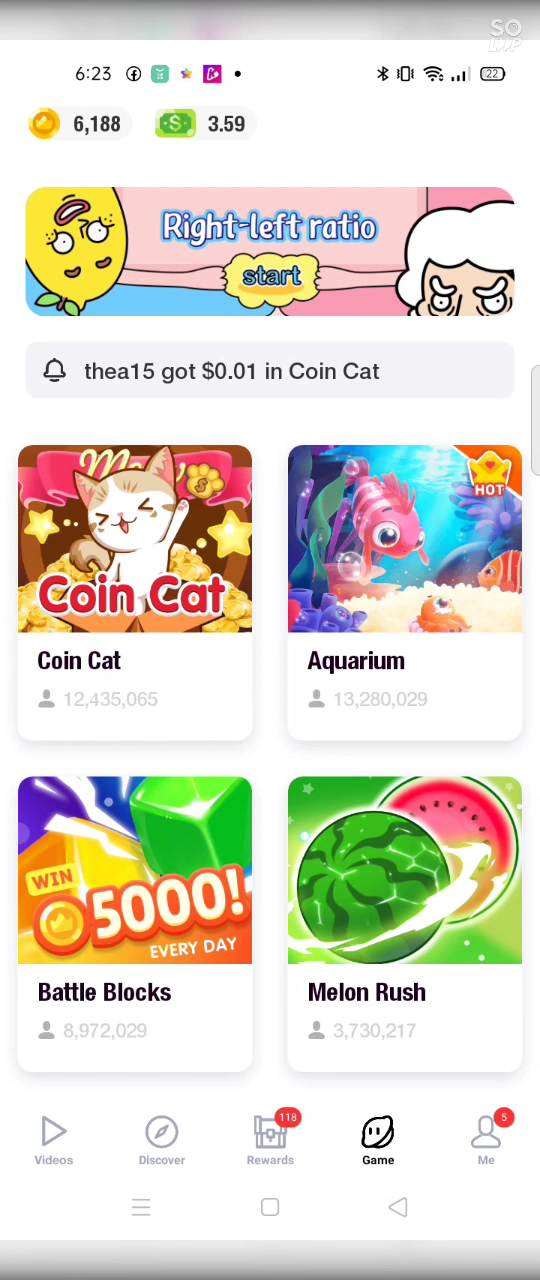 SO
LIIP
6:23
22
6,188
3.59
Right-left ratio
start
thea15 got $0.01 in Coin Cat
Coin Cat
HOT
Coin Cat
12,435,065
Aquarium
13,280,029
WIN
5000!
EVERY DAY
Battle Blocks
8,972,029
Melon Rush
3,730,217
118
5
Videos
Discover
Rewards
Game
Me